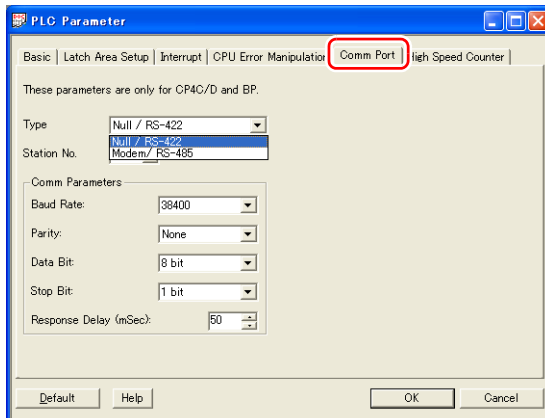 PLC Parameter
Basic Latch Area Setup Interrupt CPU Error Manipulation Comm Port High Speed Counter
These parameters are only for CP4C/D and BP.
Type Null / RS-422
Null / RS-422
Modem/ RS-485
Station No.
Comm Parameters
Baud Rate: 38400
Parity: None
Data Bit: 8 bit
Stop Bit: 1 bit
Response Delay (mSec): 50
Default Help OK Cancel